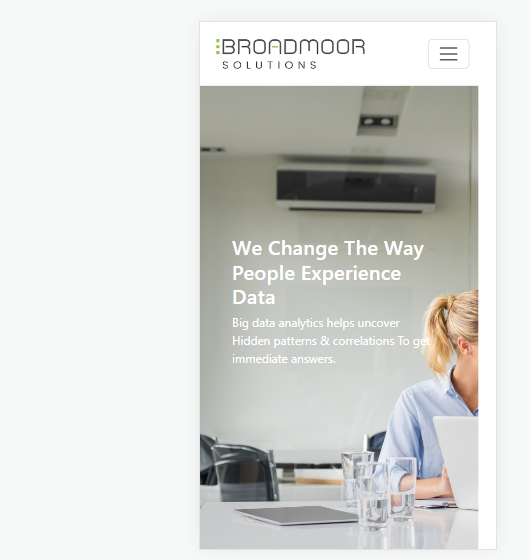 BROADMOOR
SOLUTIONS
We Change The Way
People Experience
Data
Big data analytics helps uncover
Hidden patterns & correlations To get
immediate answers.